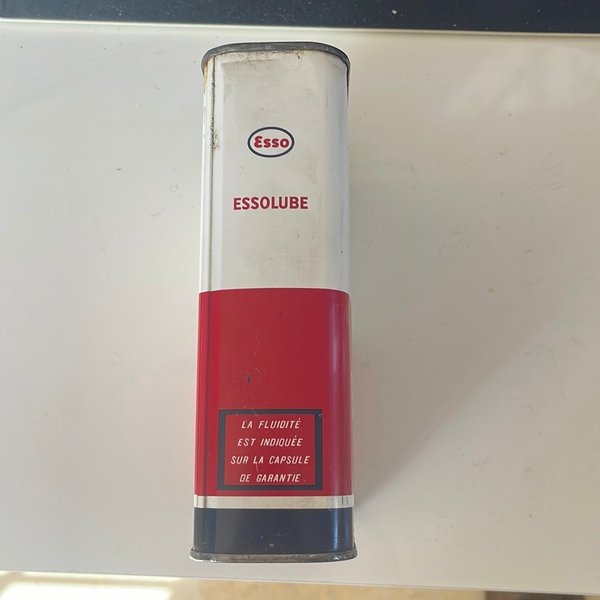 Esso
ESSOLUBE
LA FLUIDITÉ
EST INDIQUÉE
SUR LA CAPSULE
DE GARANTIE